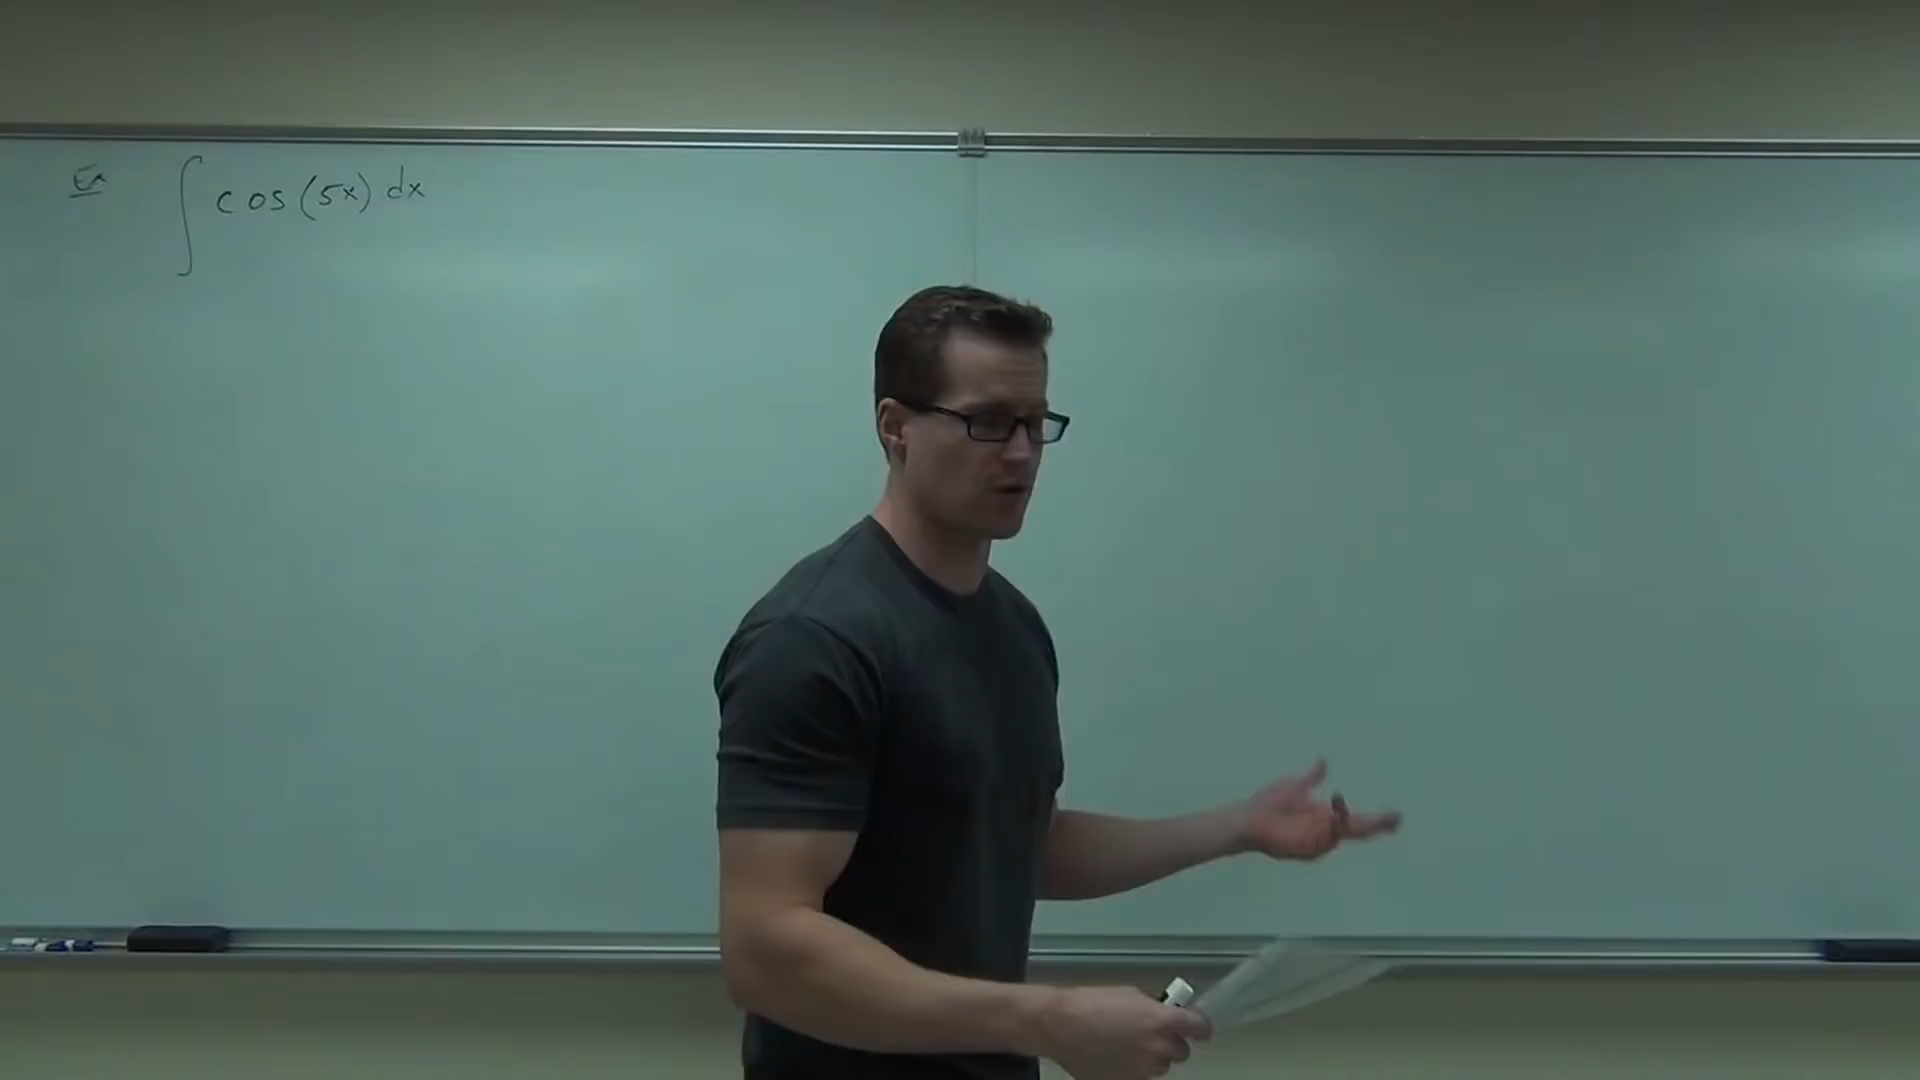 Ex ∫ cos (5x) dx